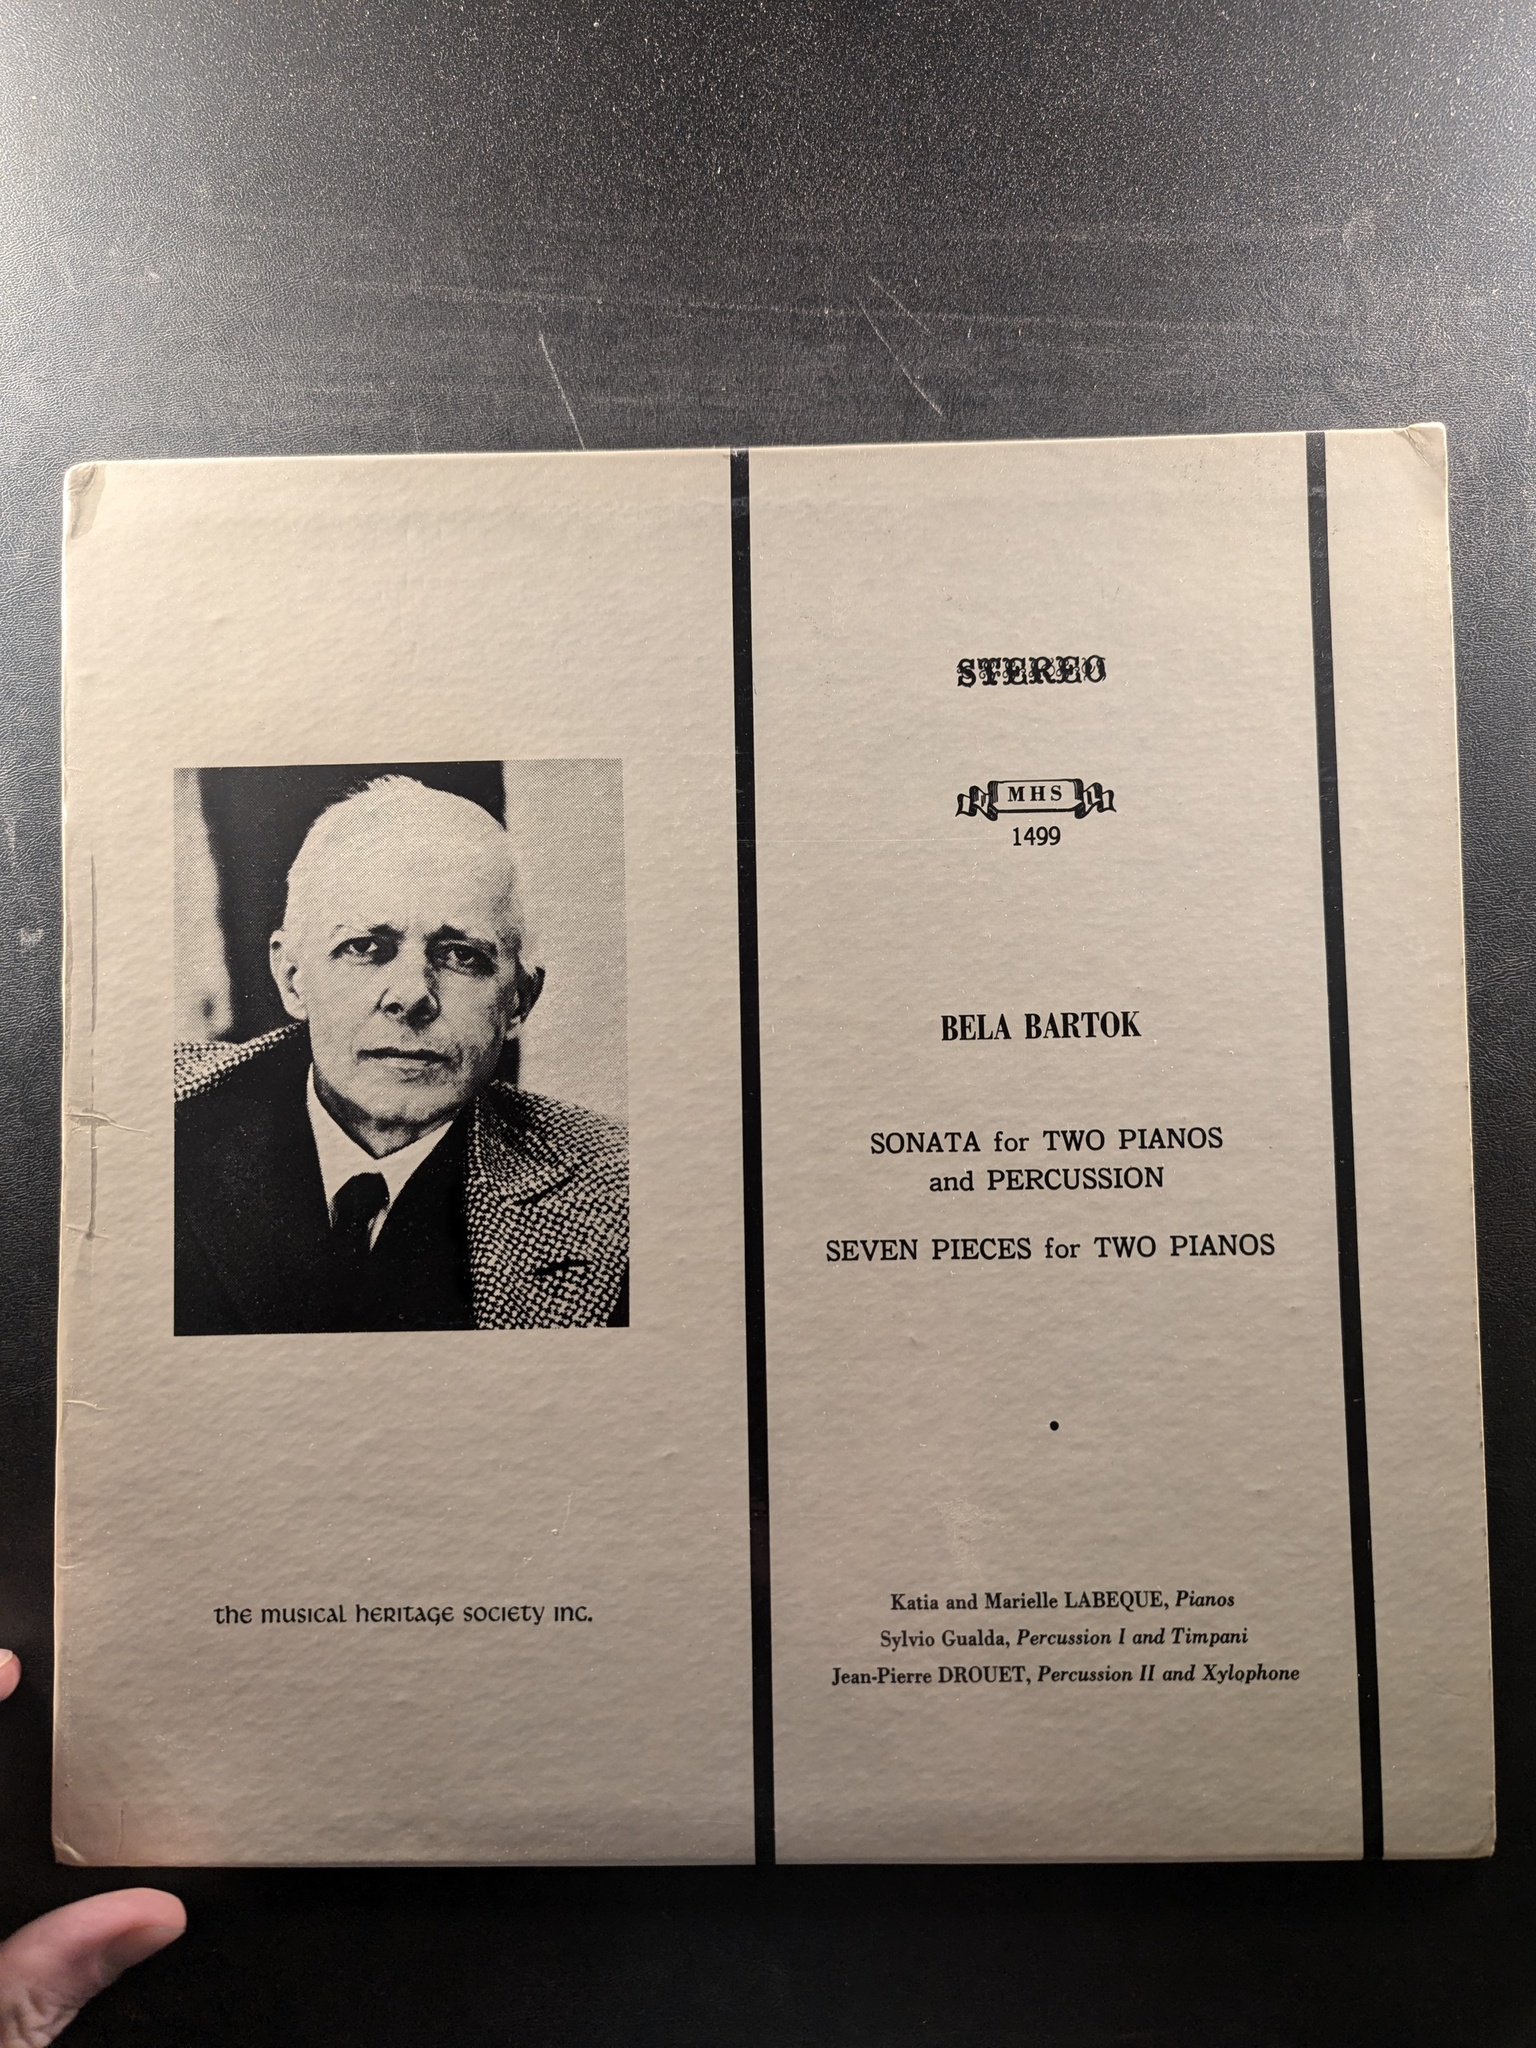 STEREO
MHS
1499
BELA BARTOK
SONATA for TWO PIANOS
and PERCUSSION
SEVEN PIECES for TWO PIANOS
•
Katia and Marielle LABEQUE, Pianos
Sylvio Gualda, Percussion I and Timpani
Jean-Pierre DROUET, Percussion II and Xylophone
the musical heritage society inc.